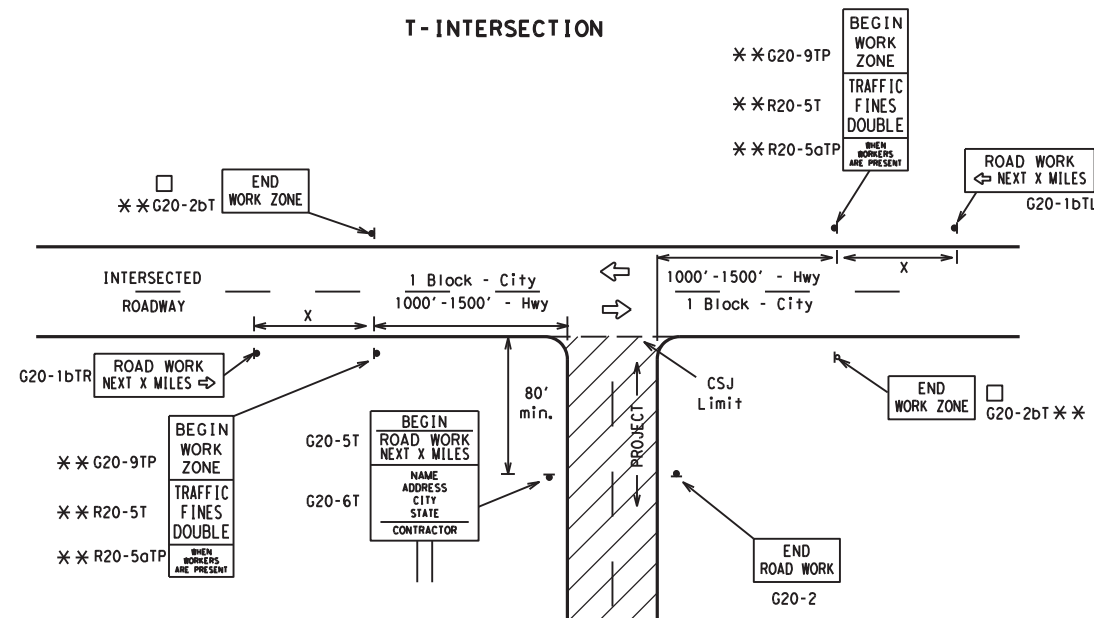 T-INTERSECTION
BEGIN
WORK
ZONE
TRAFFIC
FINES
DOUBLE
WHEN
WORKERS
ARE PRESENT
**G20-9TP
**R20-5T
**R20-5aTP
ROAD WORK
⇦ NEXT X MILES
G20-1bTL
END
WORK ZONE
□
**G20-2bT
INTERSECTED
ROADWAY
1 Block - City
1000'-1500' - Hwy
X
1000'-1500' - Hwy
1 Block - City
X
G20-1bTR
ROAD WORK
NEXT X MILES ⇨
80'
min.
PROJECT
CSJ
Limit
END
WORK ZONE
□
G20-2bT**
**G20-9TP
**R20-5T
**R20-5aTP
BEGIN
WORK
ZONE
TRAFFIC
FINES
DOUBLE
WHEN
WORKERS
ARE PRESENT
G20-5T
G20-6T
BEGIN
ROAD WORK
NEXT X MILES
NAME
ADDRESS
CITY
STATE
CONTRACTOR
END
ROAD WORK
G20-2